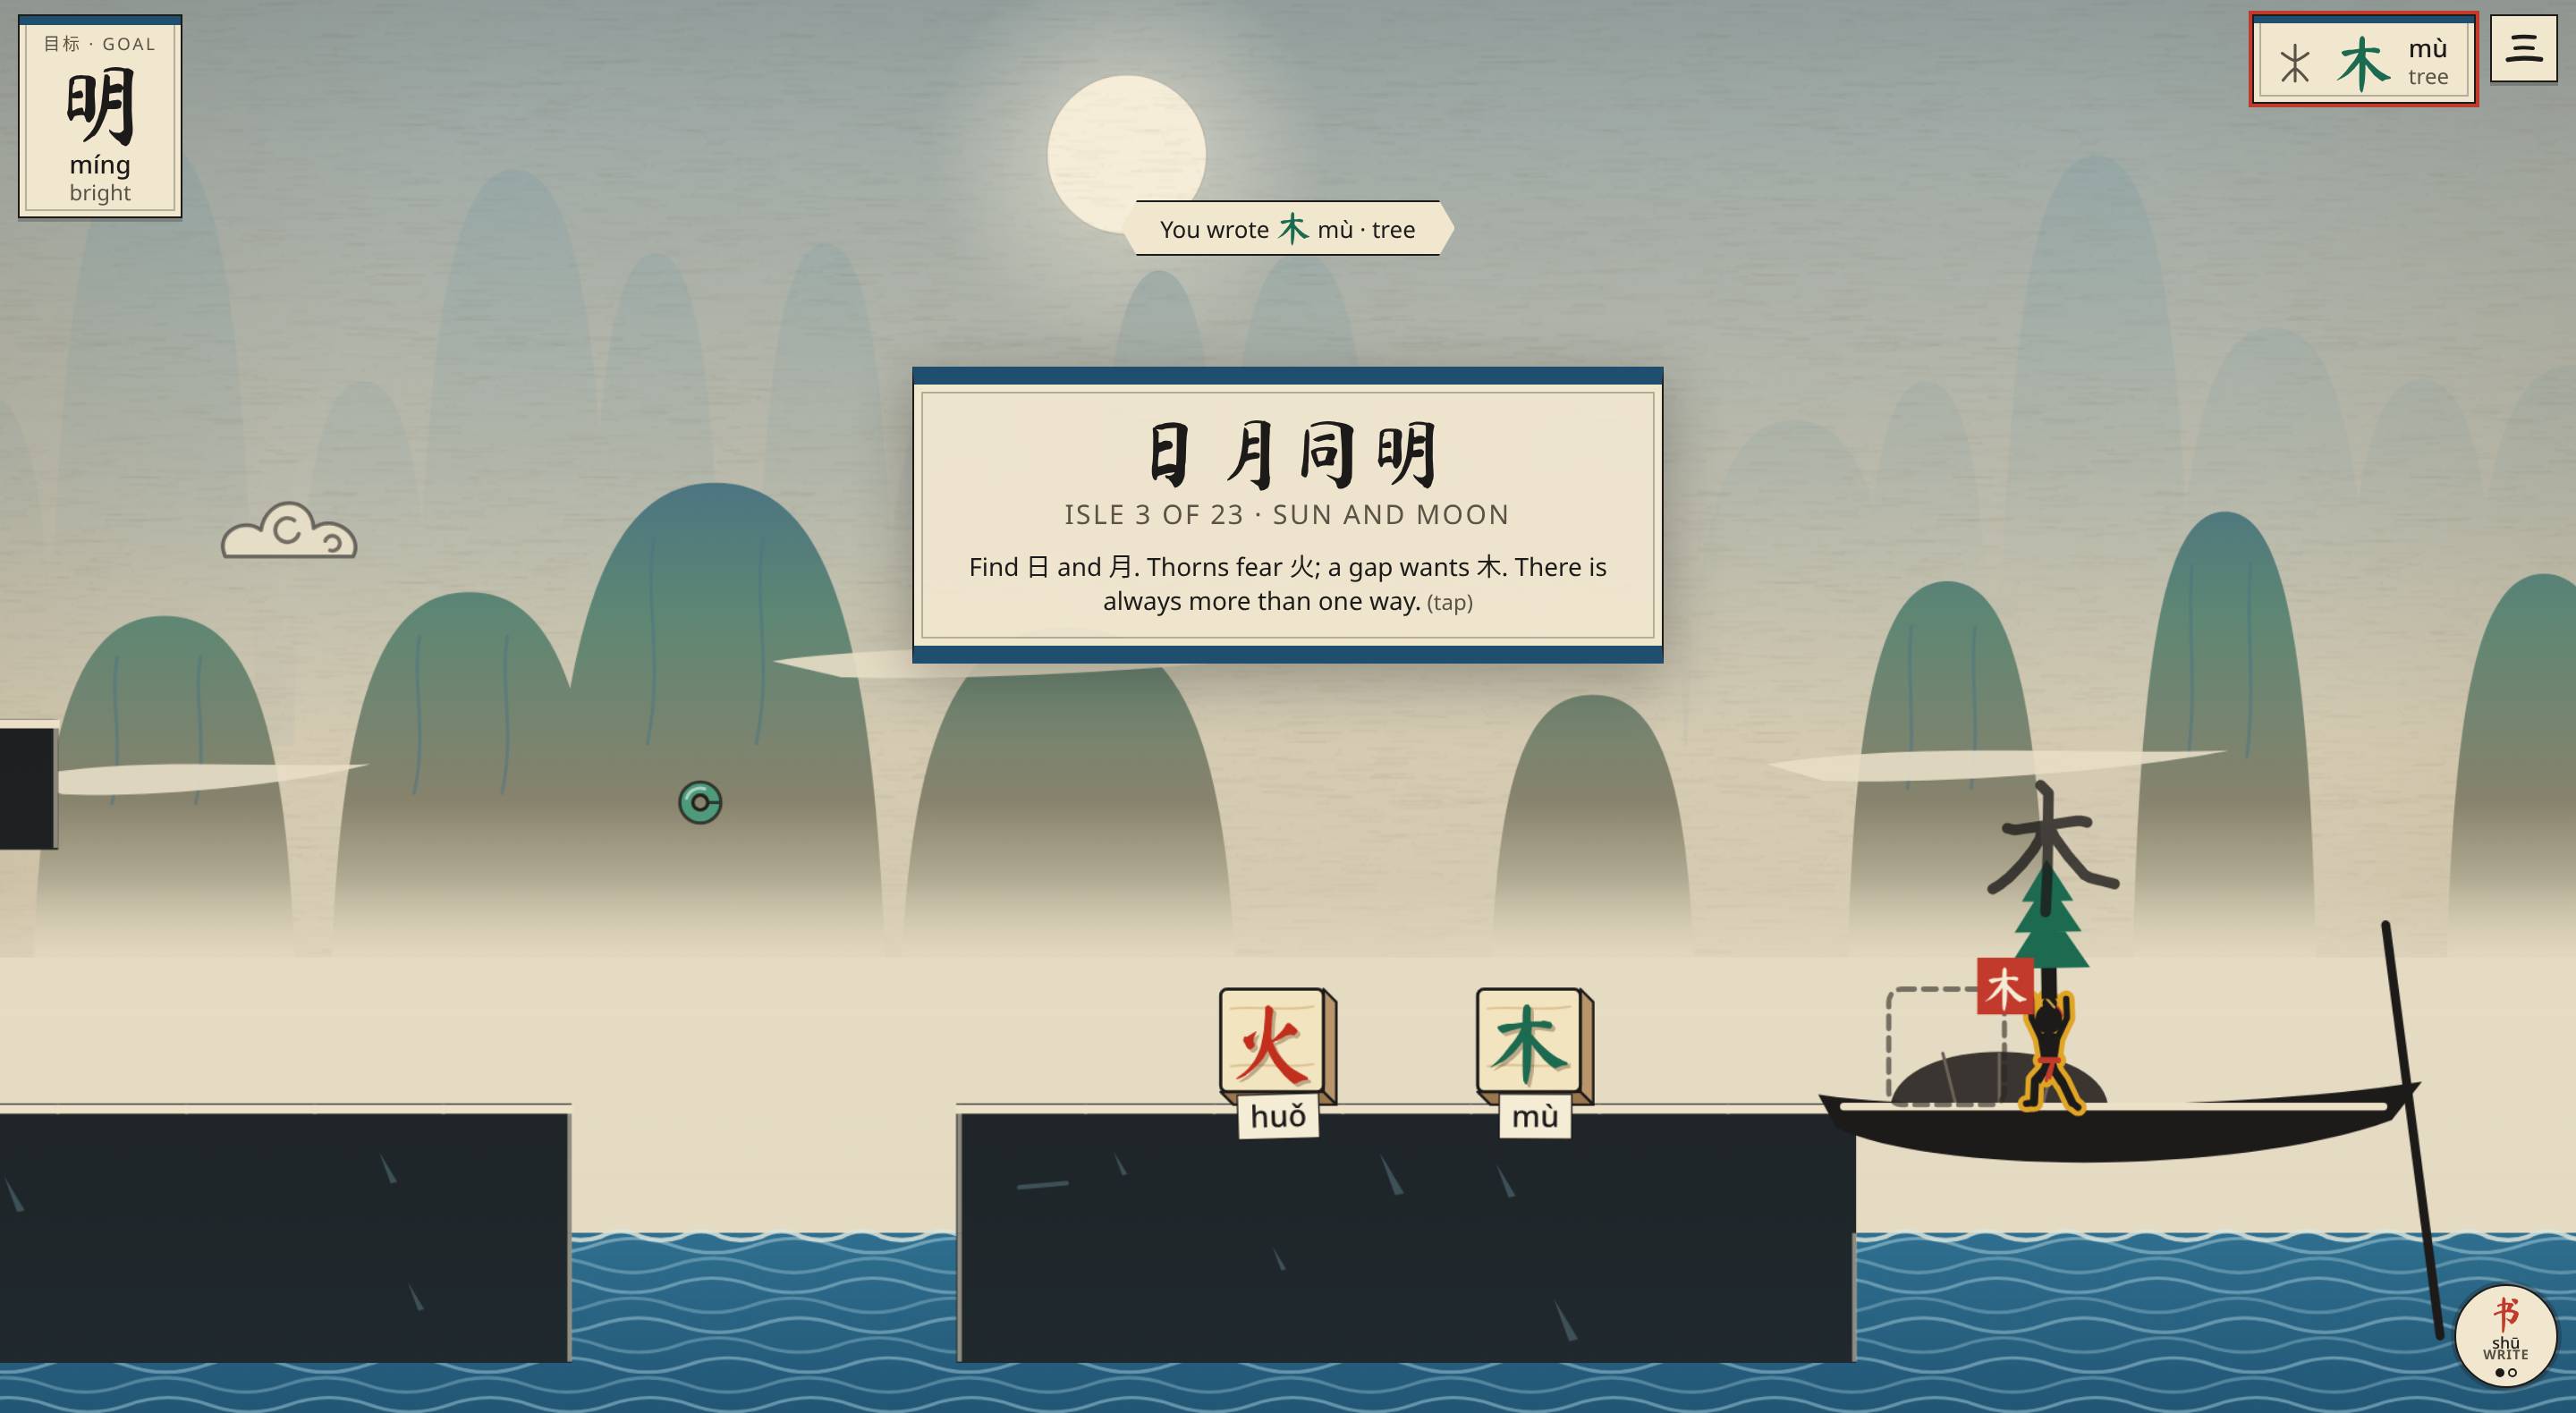 目标 · GOAL
明
míng
bright
木 mù
tree
三
You wrote 木 mù · tree
日月同明
ISLE 3 OF 23 · SUN AND MOON
Find 日 and 月. Thorns fear 火; a gap wants 木. There is
always more than one way. (tap)
木
木
火
huǒ
木
mù
书
shū
WRITE